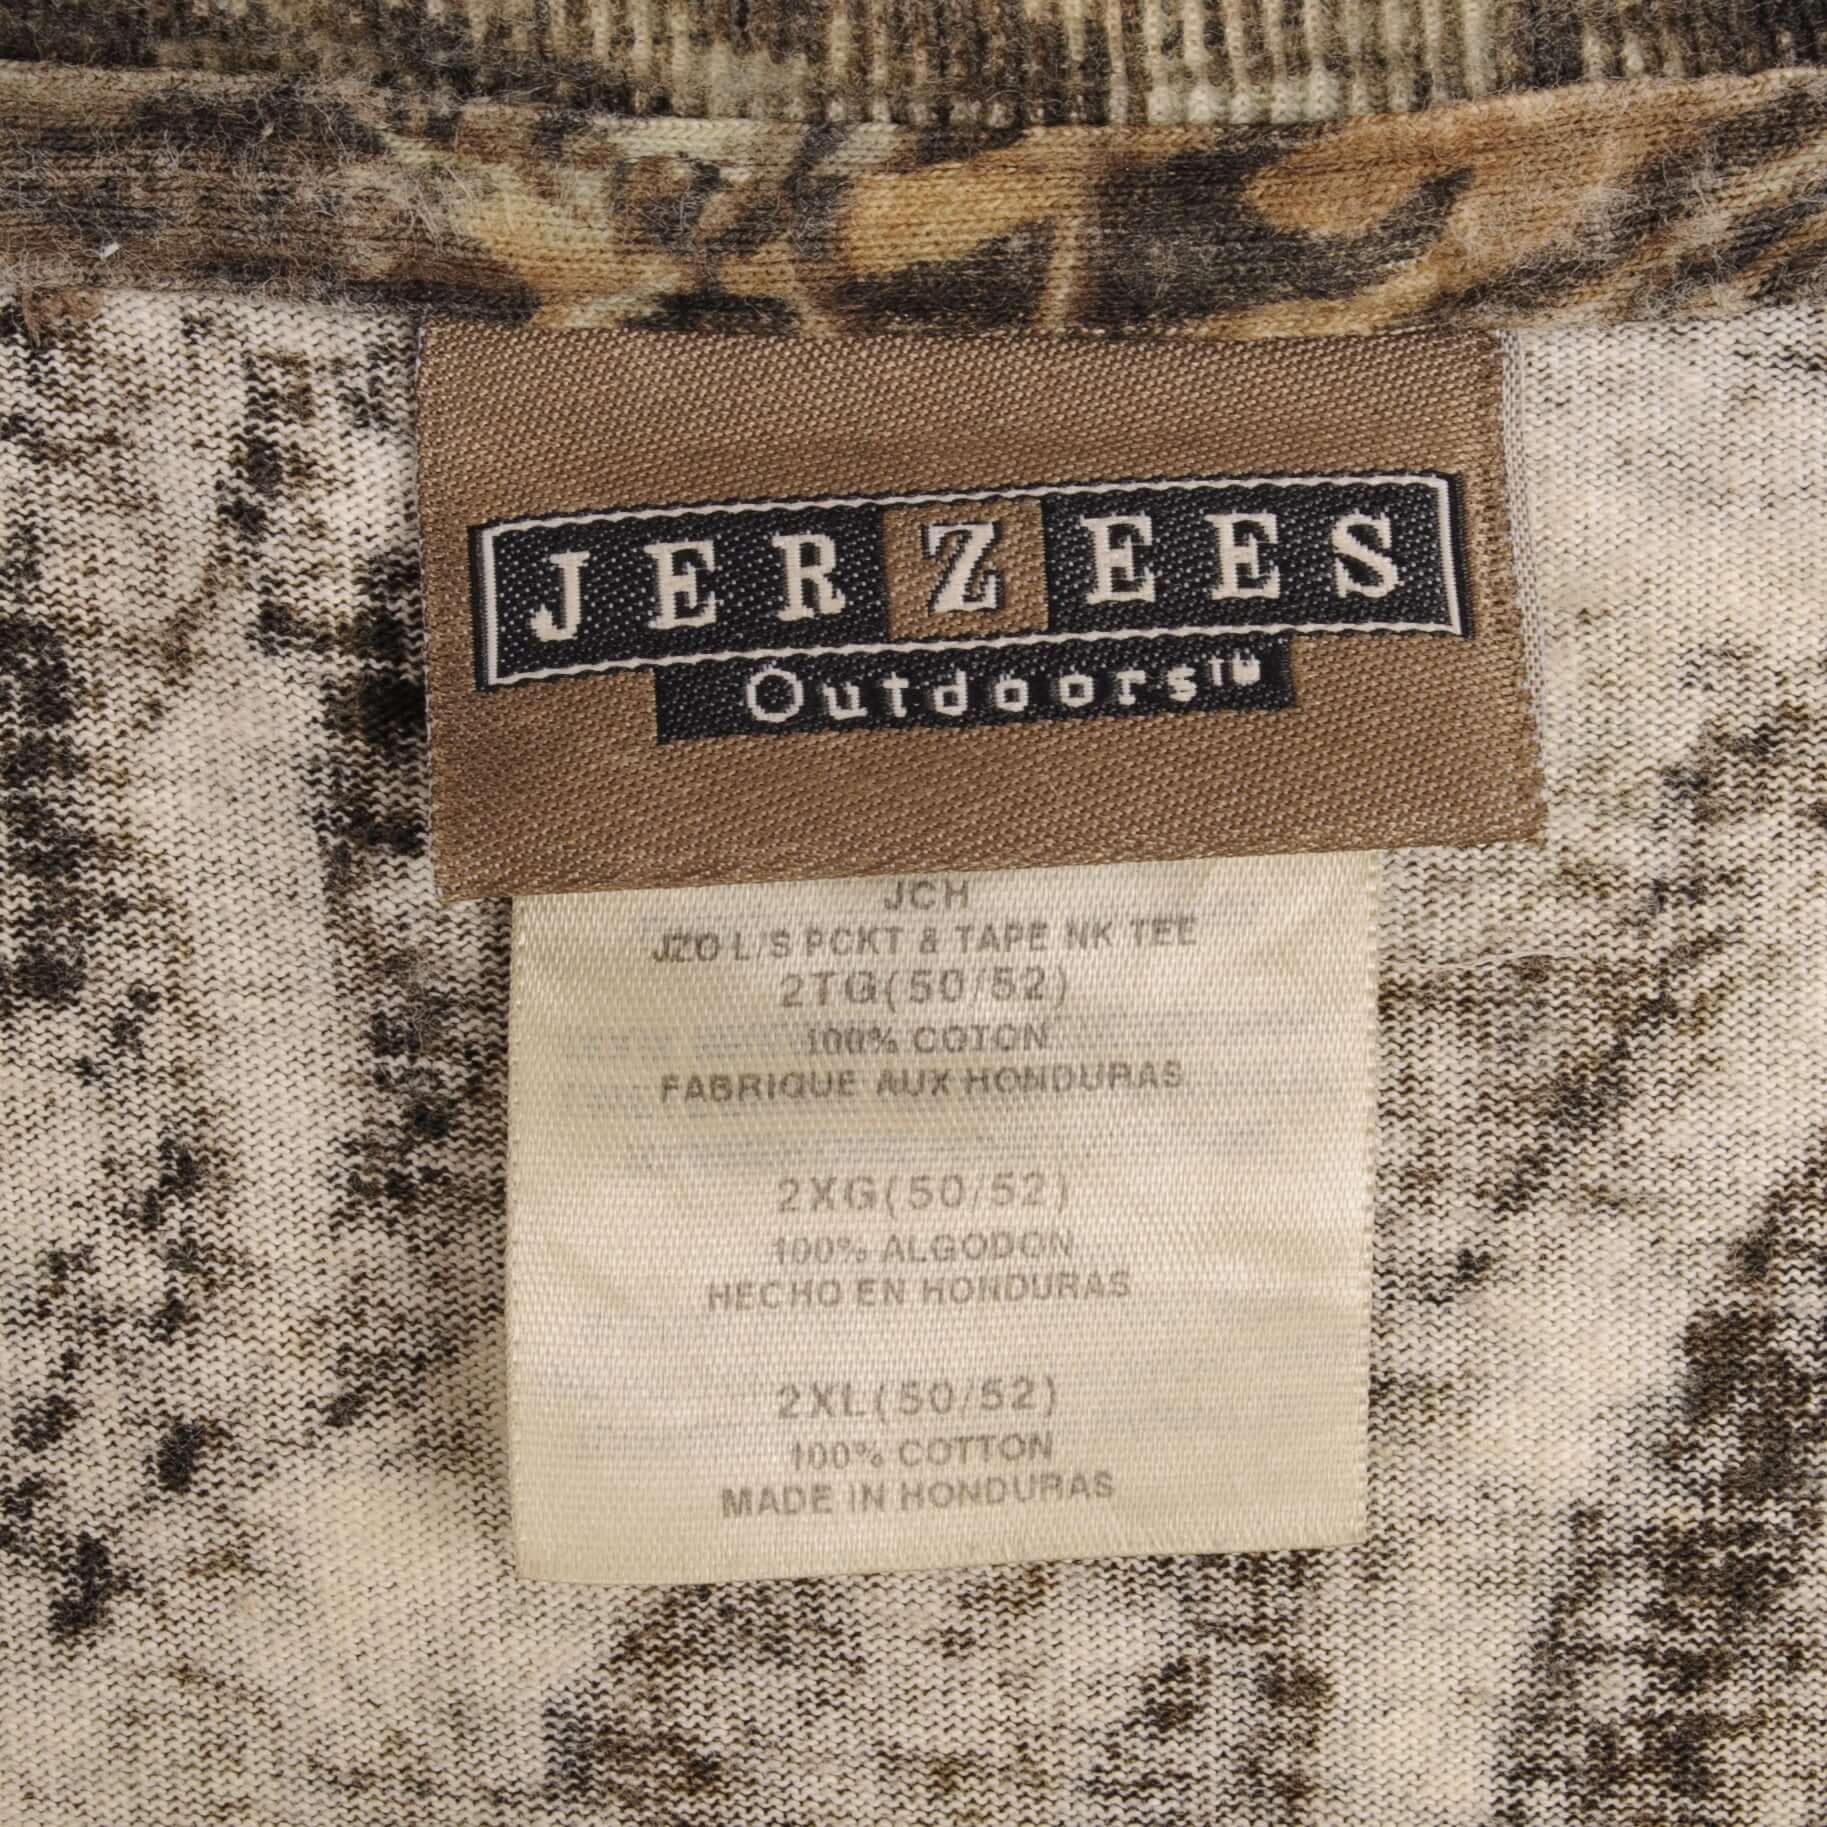 JERZEES
Outdoors™
JCH
JZO L/S PCKT & TAPE NK TEE
2TG(50/52)
100% COTON
FABRIQUE AUX HONDURAS
2XG(50/52)
100% ALGODON
HECHO EN HONDURAS
2XL(50/52)
100% COTTON
MADE IN HONDURAS